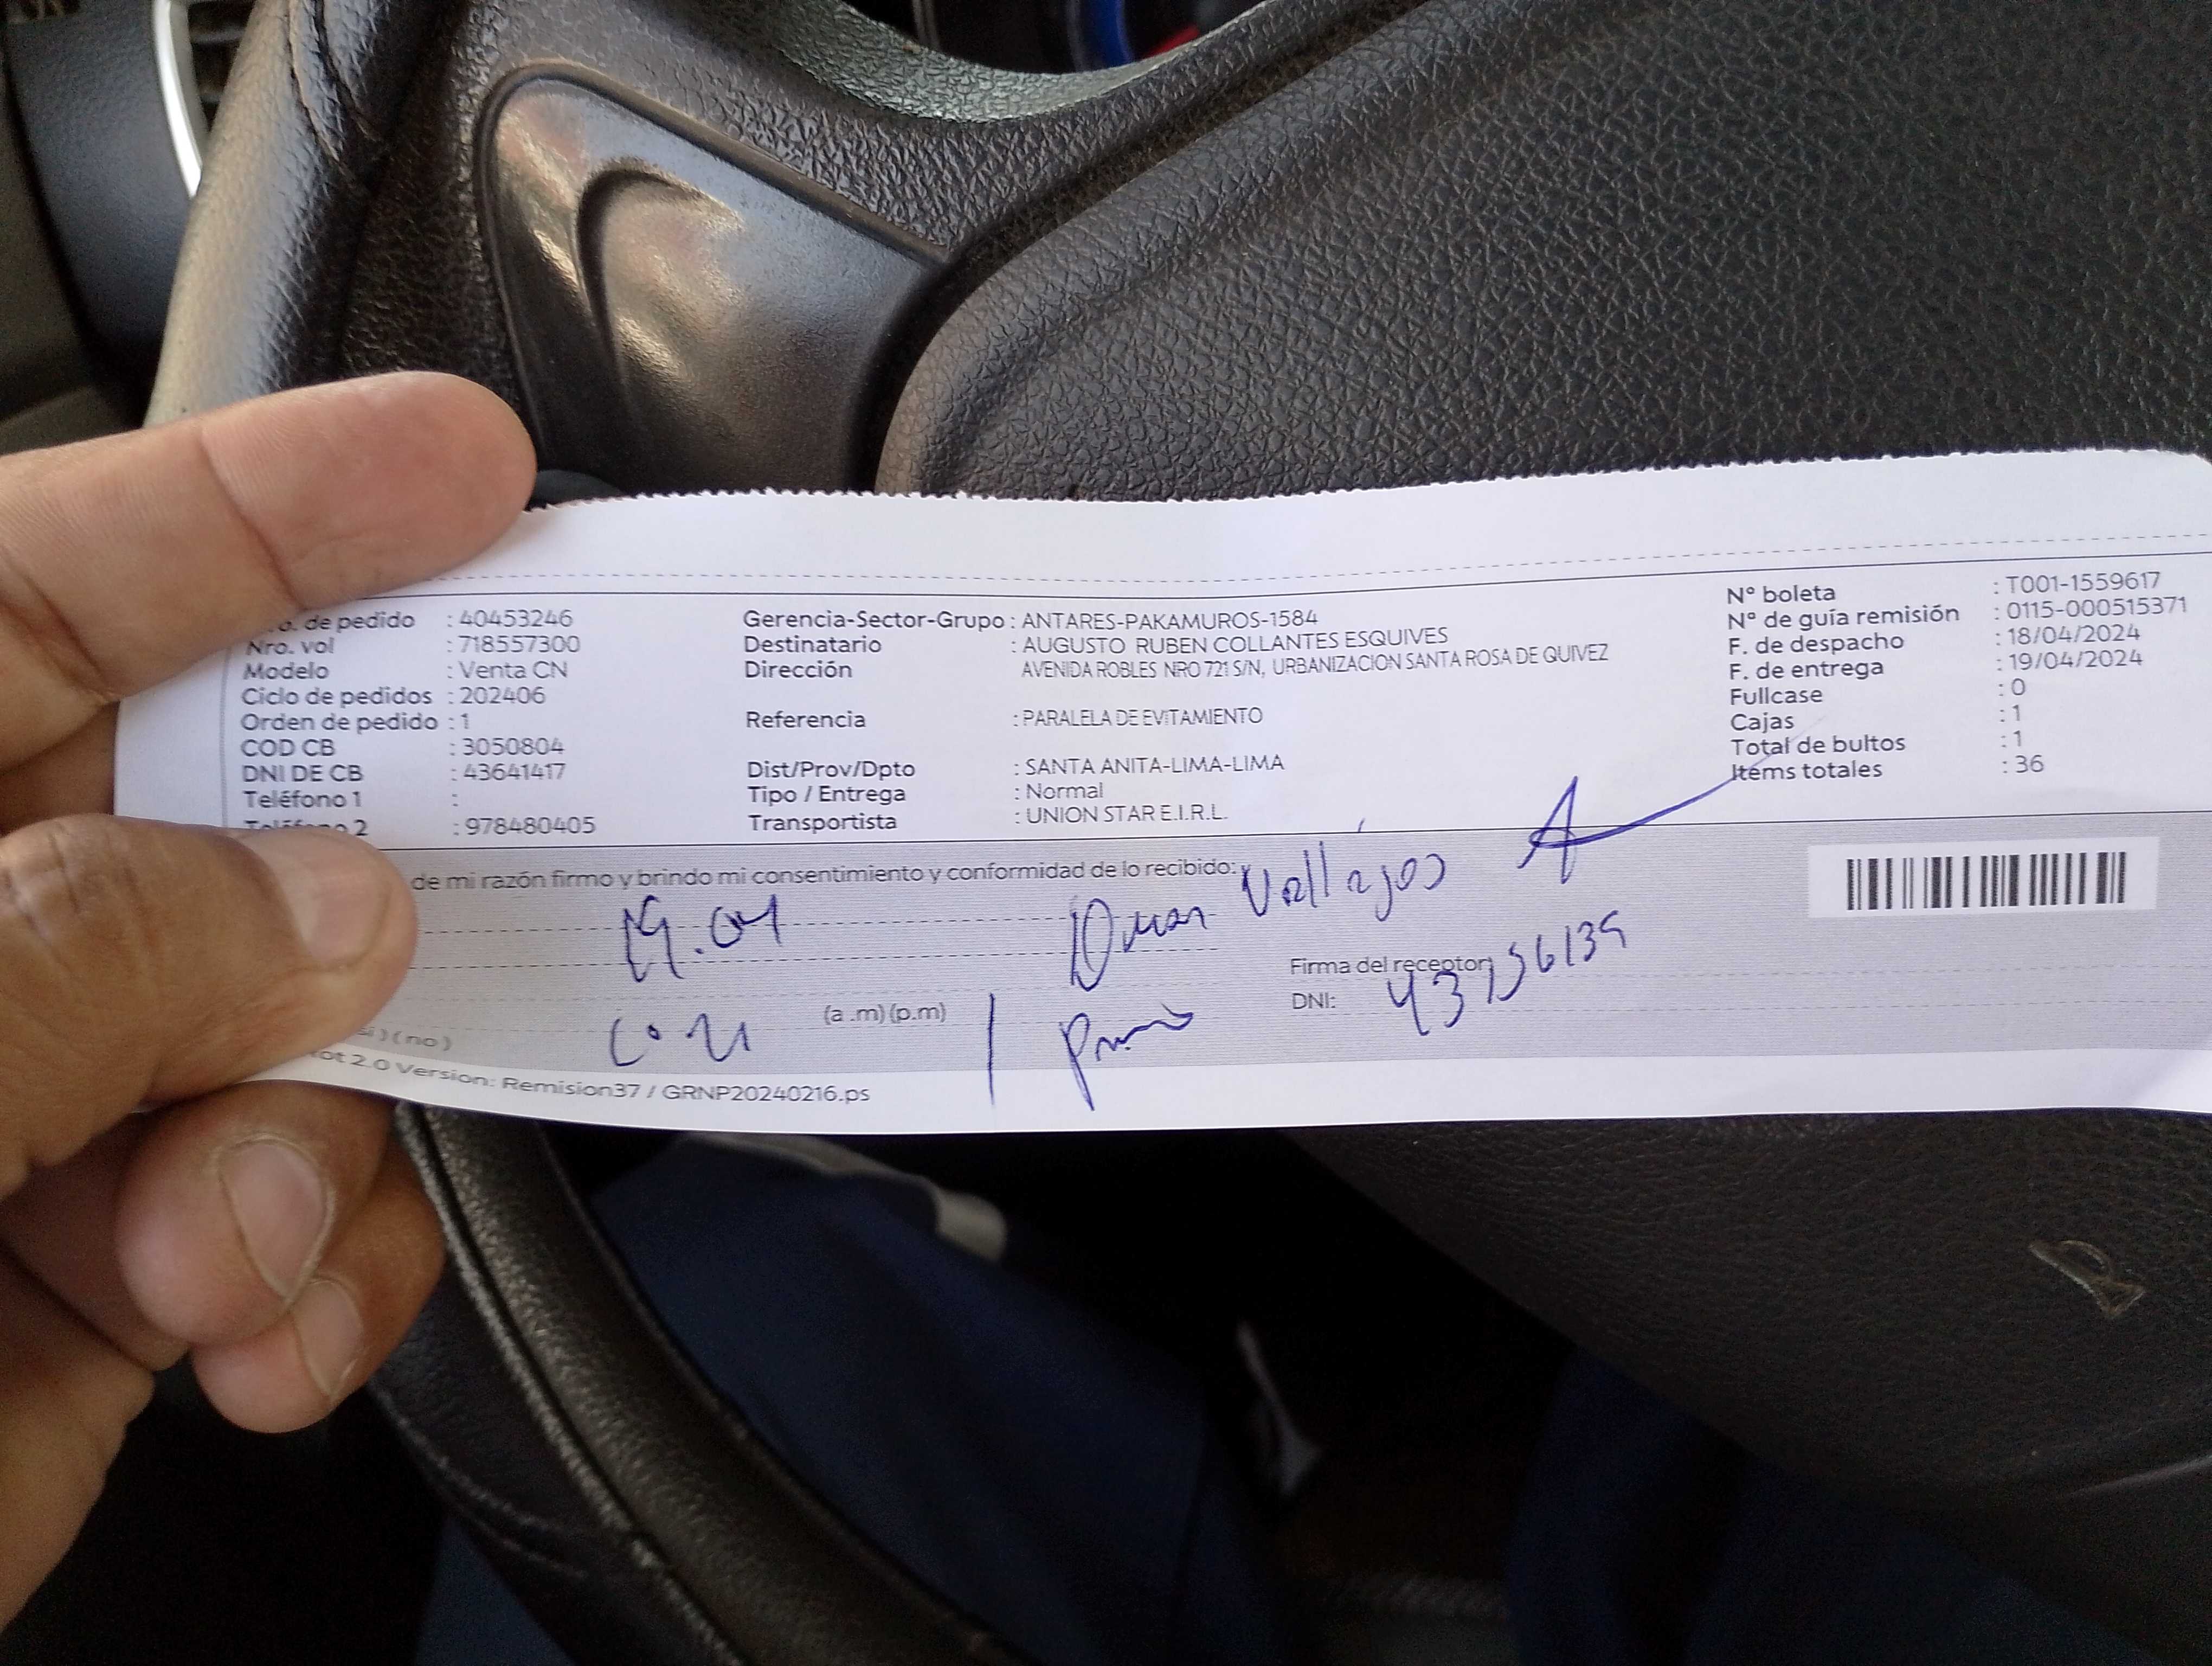 o. de pedido : 40453246
Nro. vol : 718557300
Modelo : Venta CN
Ciclo de pedidos : 202406
Orden de pedido : 1
COD CB : 3050804
DNI DE CB : 43641417
Teléfono 1 :
Teléfono 2 : 978480405
Gerencia-Sector-Grupo : ANTARES-PAKAMUROS-1584
Destinatario : AUGUSTO RUBEN COLLANTES ESQUIVES
Dirección AVENIDA ROBLES NRO 721 S/N, URBANIZACION SANTA ROSA DE QUIVEZ
Referencia : PARALELA DE EVITAMIENTO
Dist/Prov/Dpto : SANTA ANITA-LIMA-LIMA
Tipo / Entrega : Normal
Transportista : UNION STAR E.I.R.L.
N° boleta : T001-1559617
N° de guía remisión : 0115-000515371
F. de despacho : 18/04/2024
F. de entrega : 19/04/2024
Fullcase : 0
Cajas : 1
Total de bultos : 1
Items totales : 36
de mi razón firmo y brindo mi consentimiento y conformidad de lo recibido:
19.04
Firma del receptor
(a .m) (p.m)
DNI:
si ) ( no )
ot 2.0 Version: Remision37 / GRNP20240216.ps